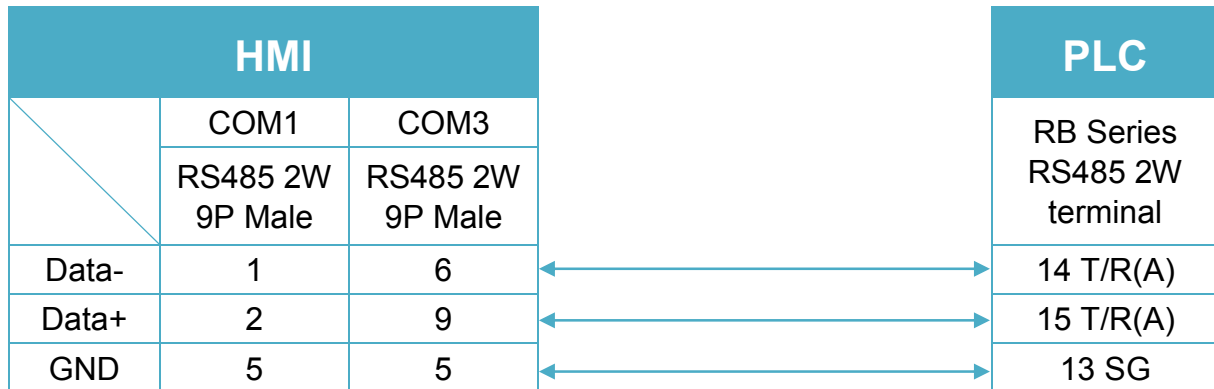 HMI PLC
COM1 COM3
RB Series
RS485 2W
terminal
RS485 2W
9P Male
RS485 2W
9P Male
Data- 1 6 14 T/R(A)
Data+ 2 9 15 T/R(A)
GND 5 5 13 SG